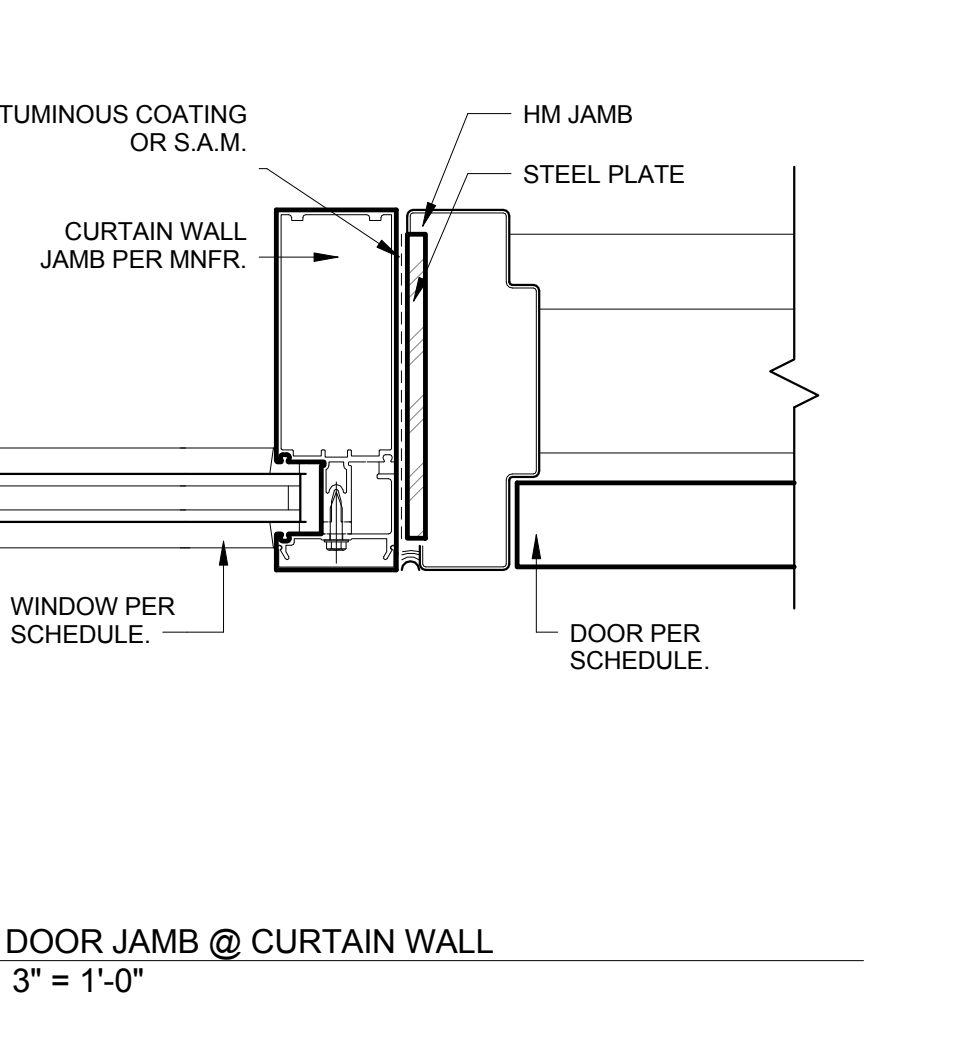 TUMINOUS COATING
OR S.A.M.
HM JAMB
STEEL PLATE
CURTAIN WALL
JAMB PER MNFR.
WINDOW PER
SCHEDULE.
DOOR PER
SCHEDULE.
DOOR JAMB @ CURTAIN WALL
3" = 1'-0"